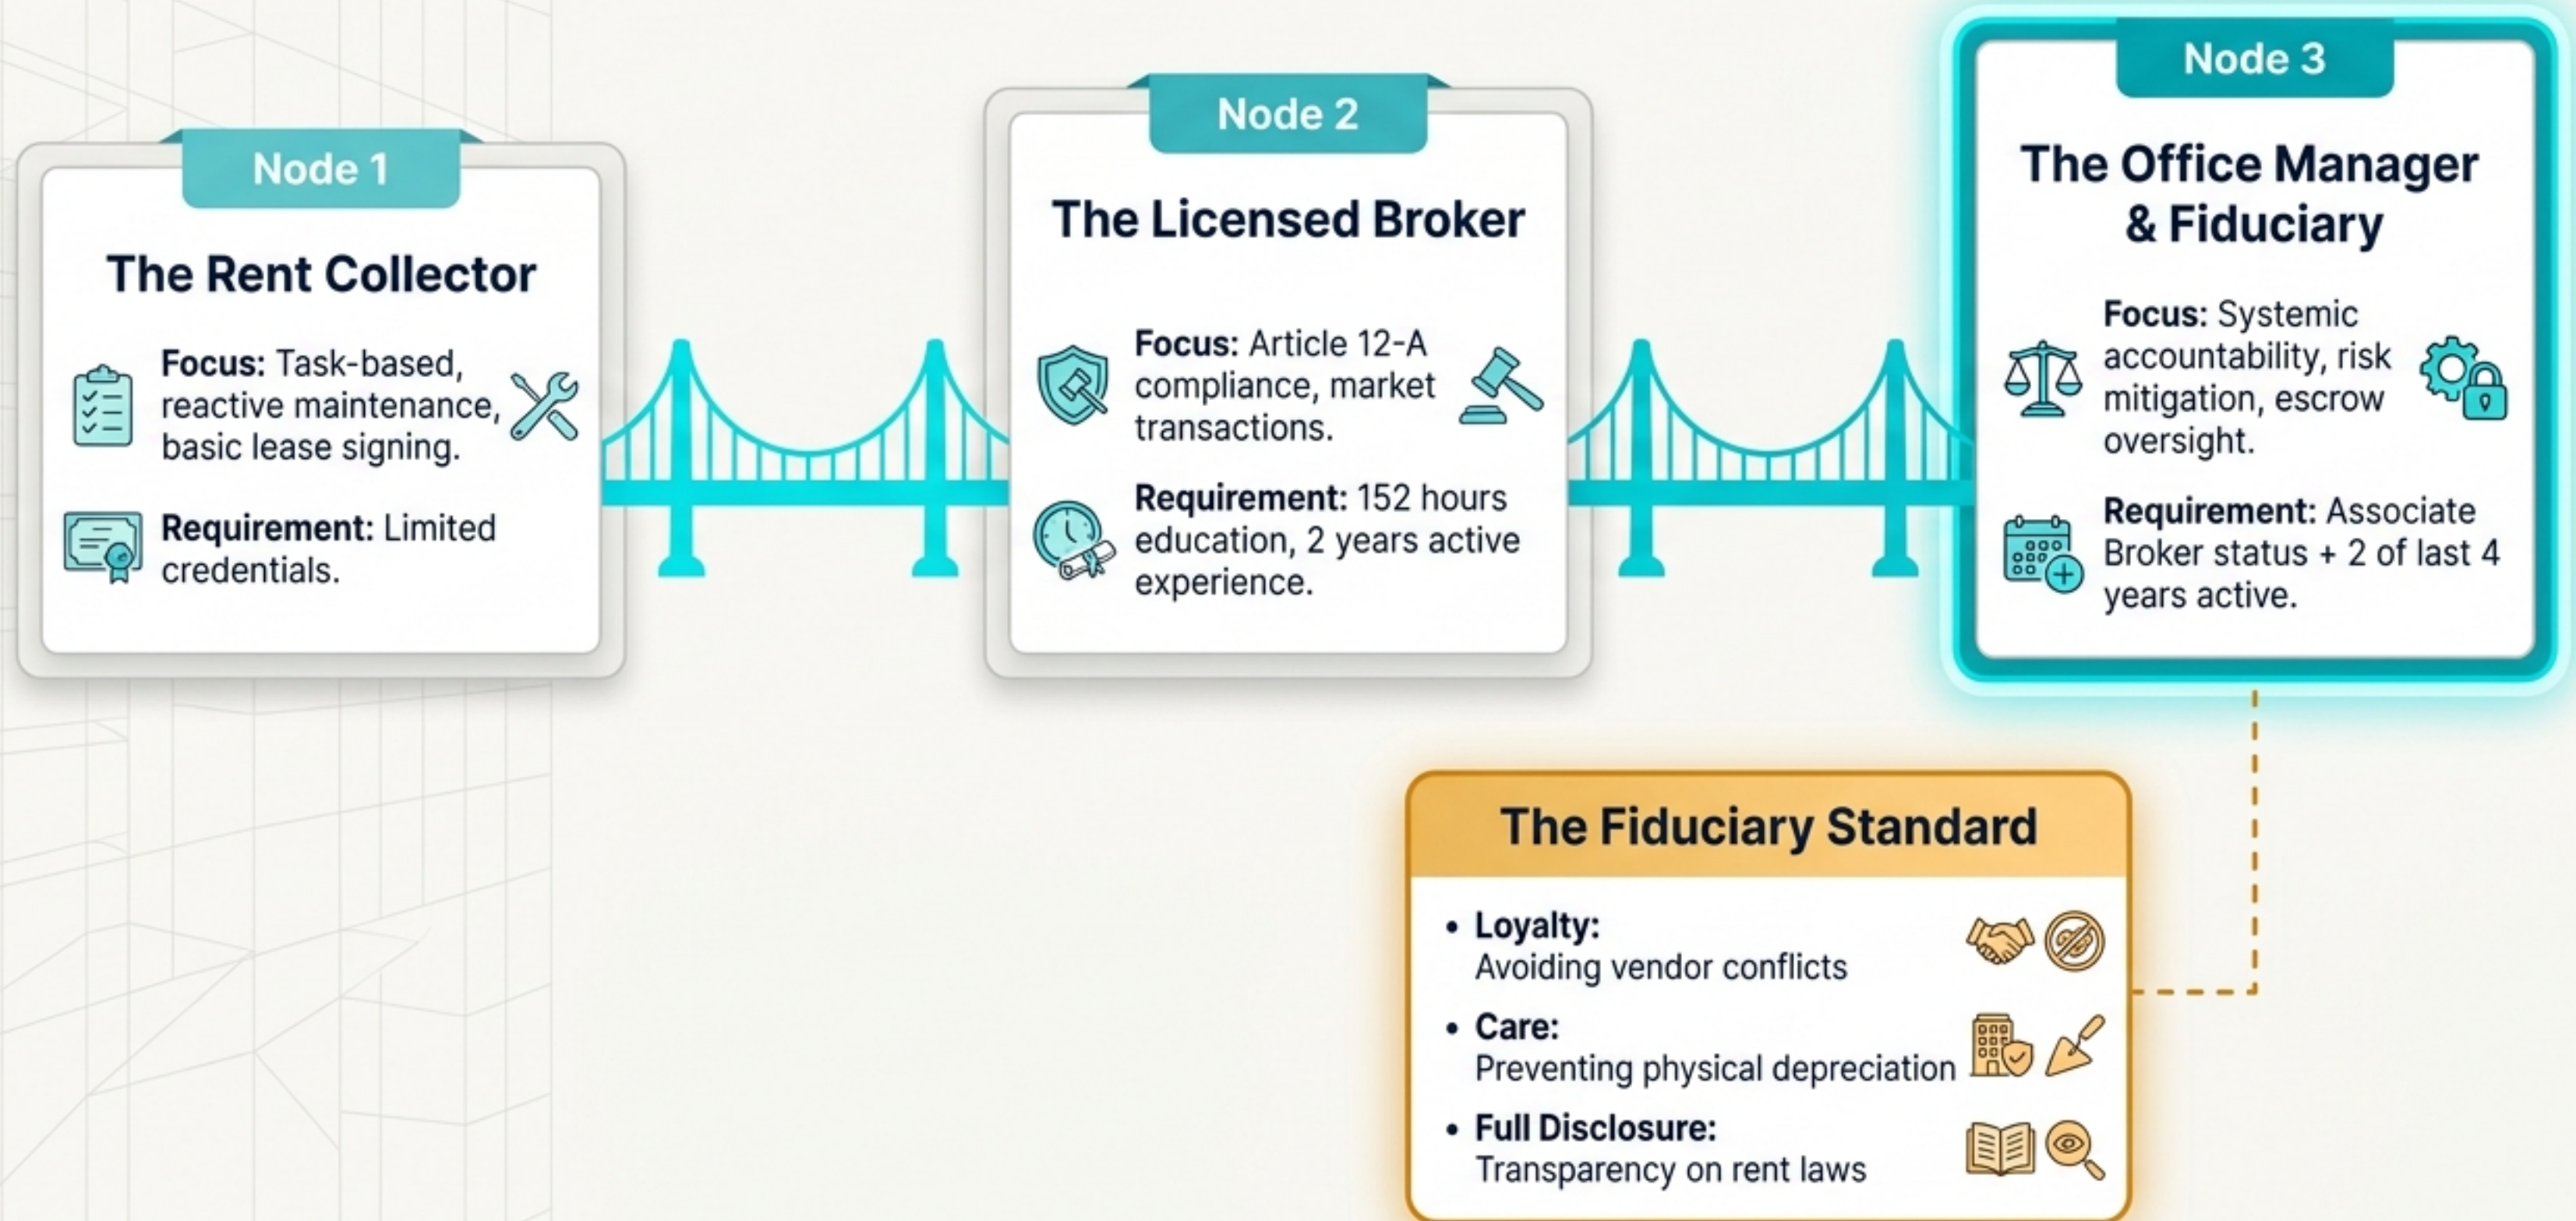 Node 1
The Rent Collector
Focus: Task-based,
reactive maintenance,
basic lease signing.
Requirement: Limited
credentials.
Node 2
The Licensed Broker
Focus: Article 12-A
compliance, market
transactions.
Requirement: 152 hours
education, 2 years active
experience.
Node 3
The Office Manager
& Fiduciary
Focus: Systemic
accountability, risk
mitigation, escrow
oversight.
Requirement: Associate
Broker status + 2 of last 4
years active.
The Fiduciary Standard
• Loyalty:
Avoiding vendor conflicts
• Care:
Preventing physical depreciation
• Full Disclosure:
Transparency on rent laws